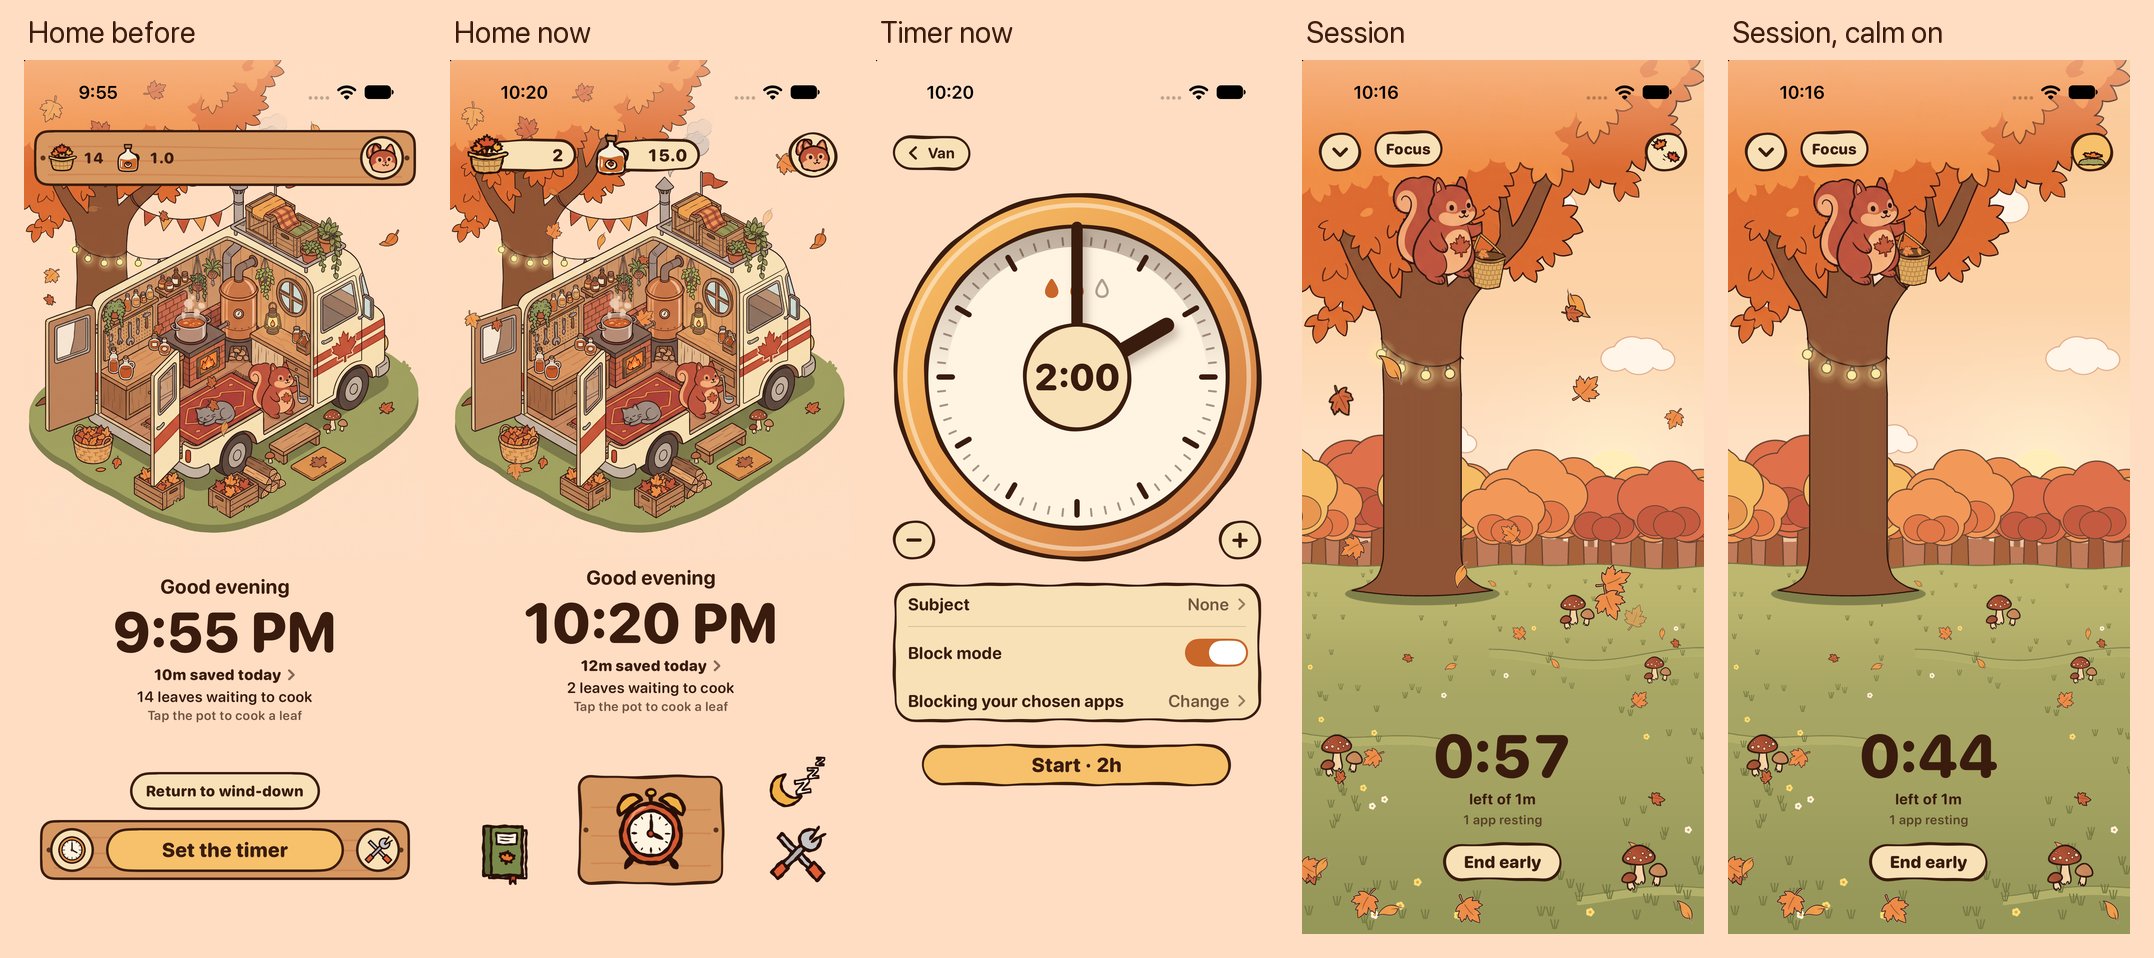 Home before
9:55
14
1.0
Good evening
9:55 PM
10m saved today
14 leaves waiting to cook
Tap the pot to cook a leaf
Return to wind-down
Set the timer
Home now
10:20
2
15.0
Good evening
10:20 PM
12m saved today
2 leaves waiting to cook
Tap the pot to cook a leaf
Timer now
10:20
Van
2:00
Subject
None
Block mode
Blocking your chosen apps
Change
Start · 2h
Session
10:16
Focus
0:57
left of 1m
1 app resting
End early
Session, calm on
10:16
Focus
0:44
left of 1m
1 app resting
End early